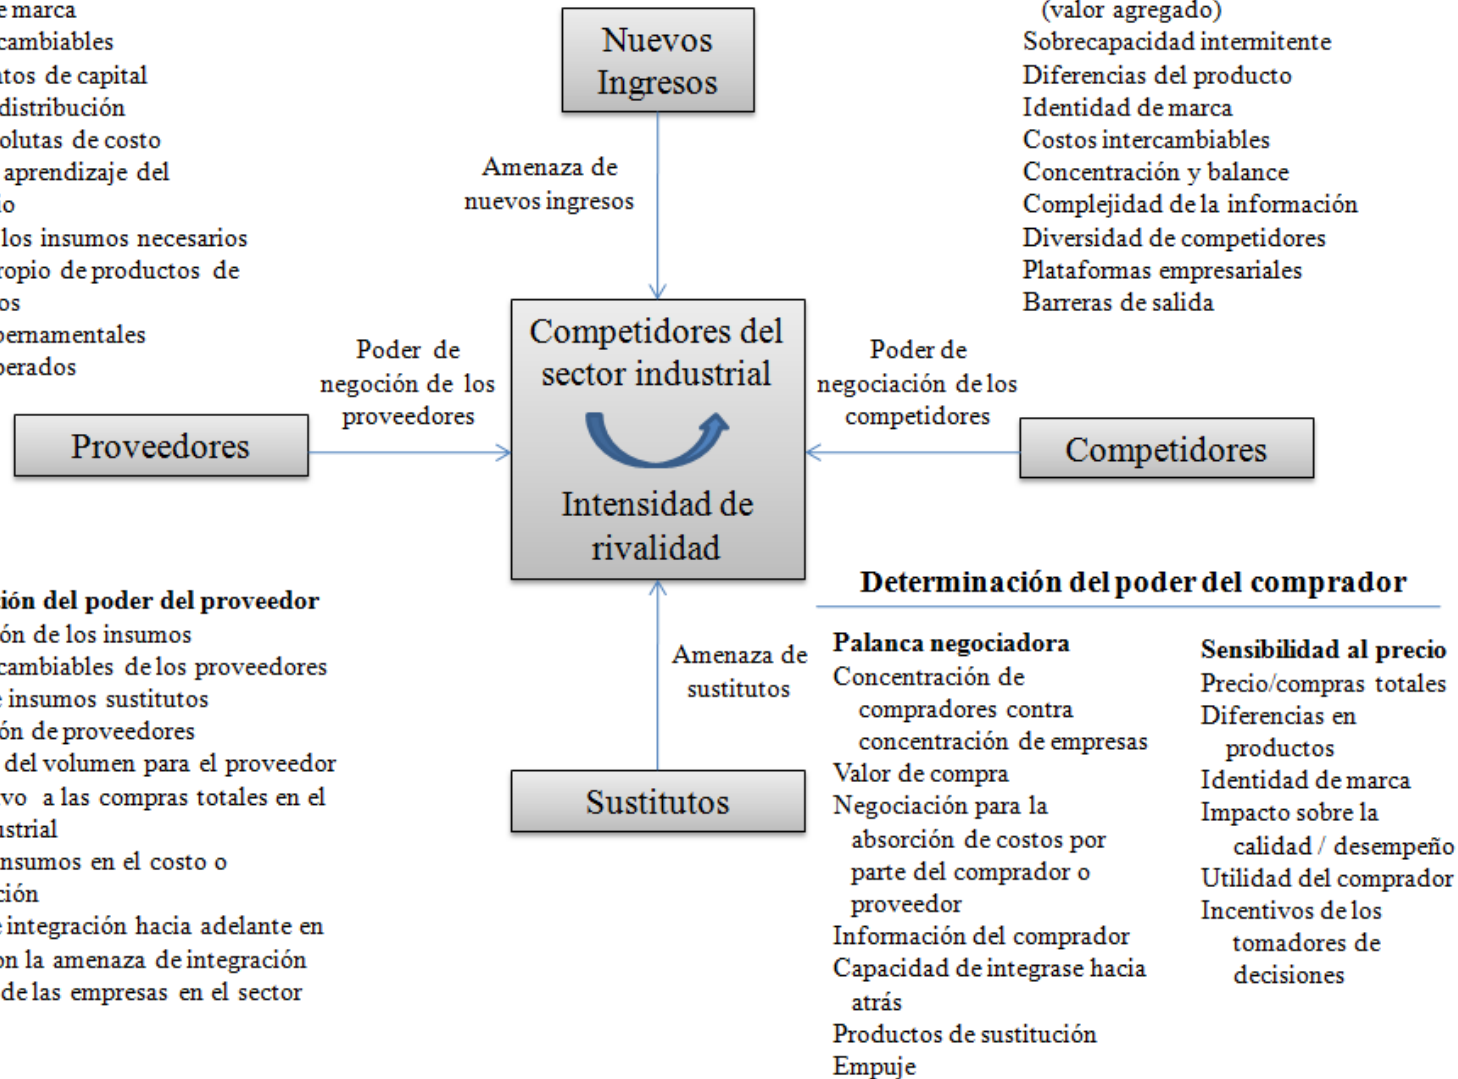 e marca
cambiables
tos de capital
distribución
olutas de costo
aprendizaje del
io
los insumos necesarios
ropio de productos de
os
bernamentales
perados
Nuevos
Ingresos
(valor agregado)
Sobrecapacidad intermitente
Diferencias del producto
Identidad de marca
Costos intercambiables
Concentración y balance
Complejidad de la información
Diversidad de competidores
Plataformas empresariales
Barreras de salida
Amenaza de
nuevos ingresos
Poder de
negoción de los
proveedores
Proveedores
Competidores del
sector industrial
Intensidad de
rivalidad
Poder de
negociación de los
competidores
Competidores
ión del poder del proveedor
ón de los insumos
cambiables de los proveedores
e insumos sustitutos
ón de proveedores
del volumen para el proveedor
vo a las compras totales en el
ustrial
nsumos en el costo o
ción
e integración hacia adelante en
on la amenaza de integración
de las empresas en el sector
Amenaza de
sustitutos
Sustitutos
Determinación del poder del comprador
Palanca negociadora
Concentración de
compradores contra
concentración de empresas
Valor de compra
Negociación para la
absorción de costos por
parte del comprador o
proveedor
Información del comprador
Capacidad de integrase hacia
atrás
Productos de sustitución
Empuje
Sensibilidad al precio
Precio/compras totales
Diferencias en
productos
Identidad de marca
Impacto sobre la
calidad / desempeño
Utilidad del comprador
Incentivos de los
tomadores de
decisiones